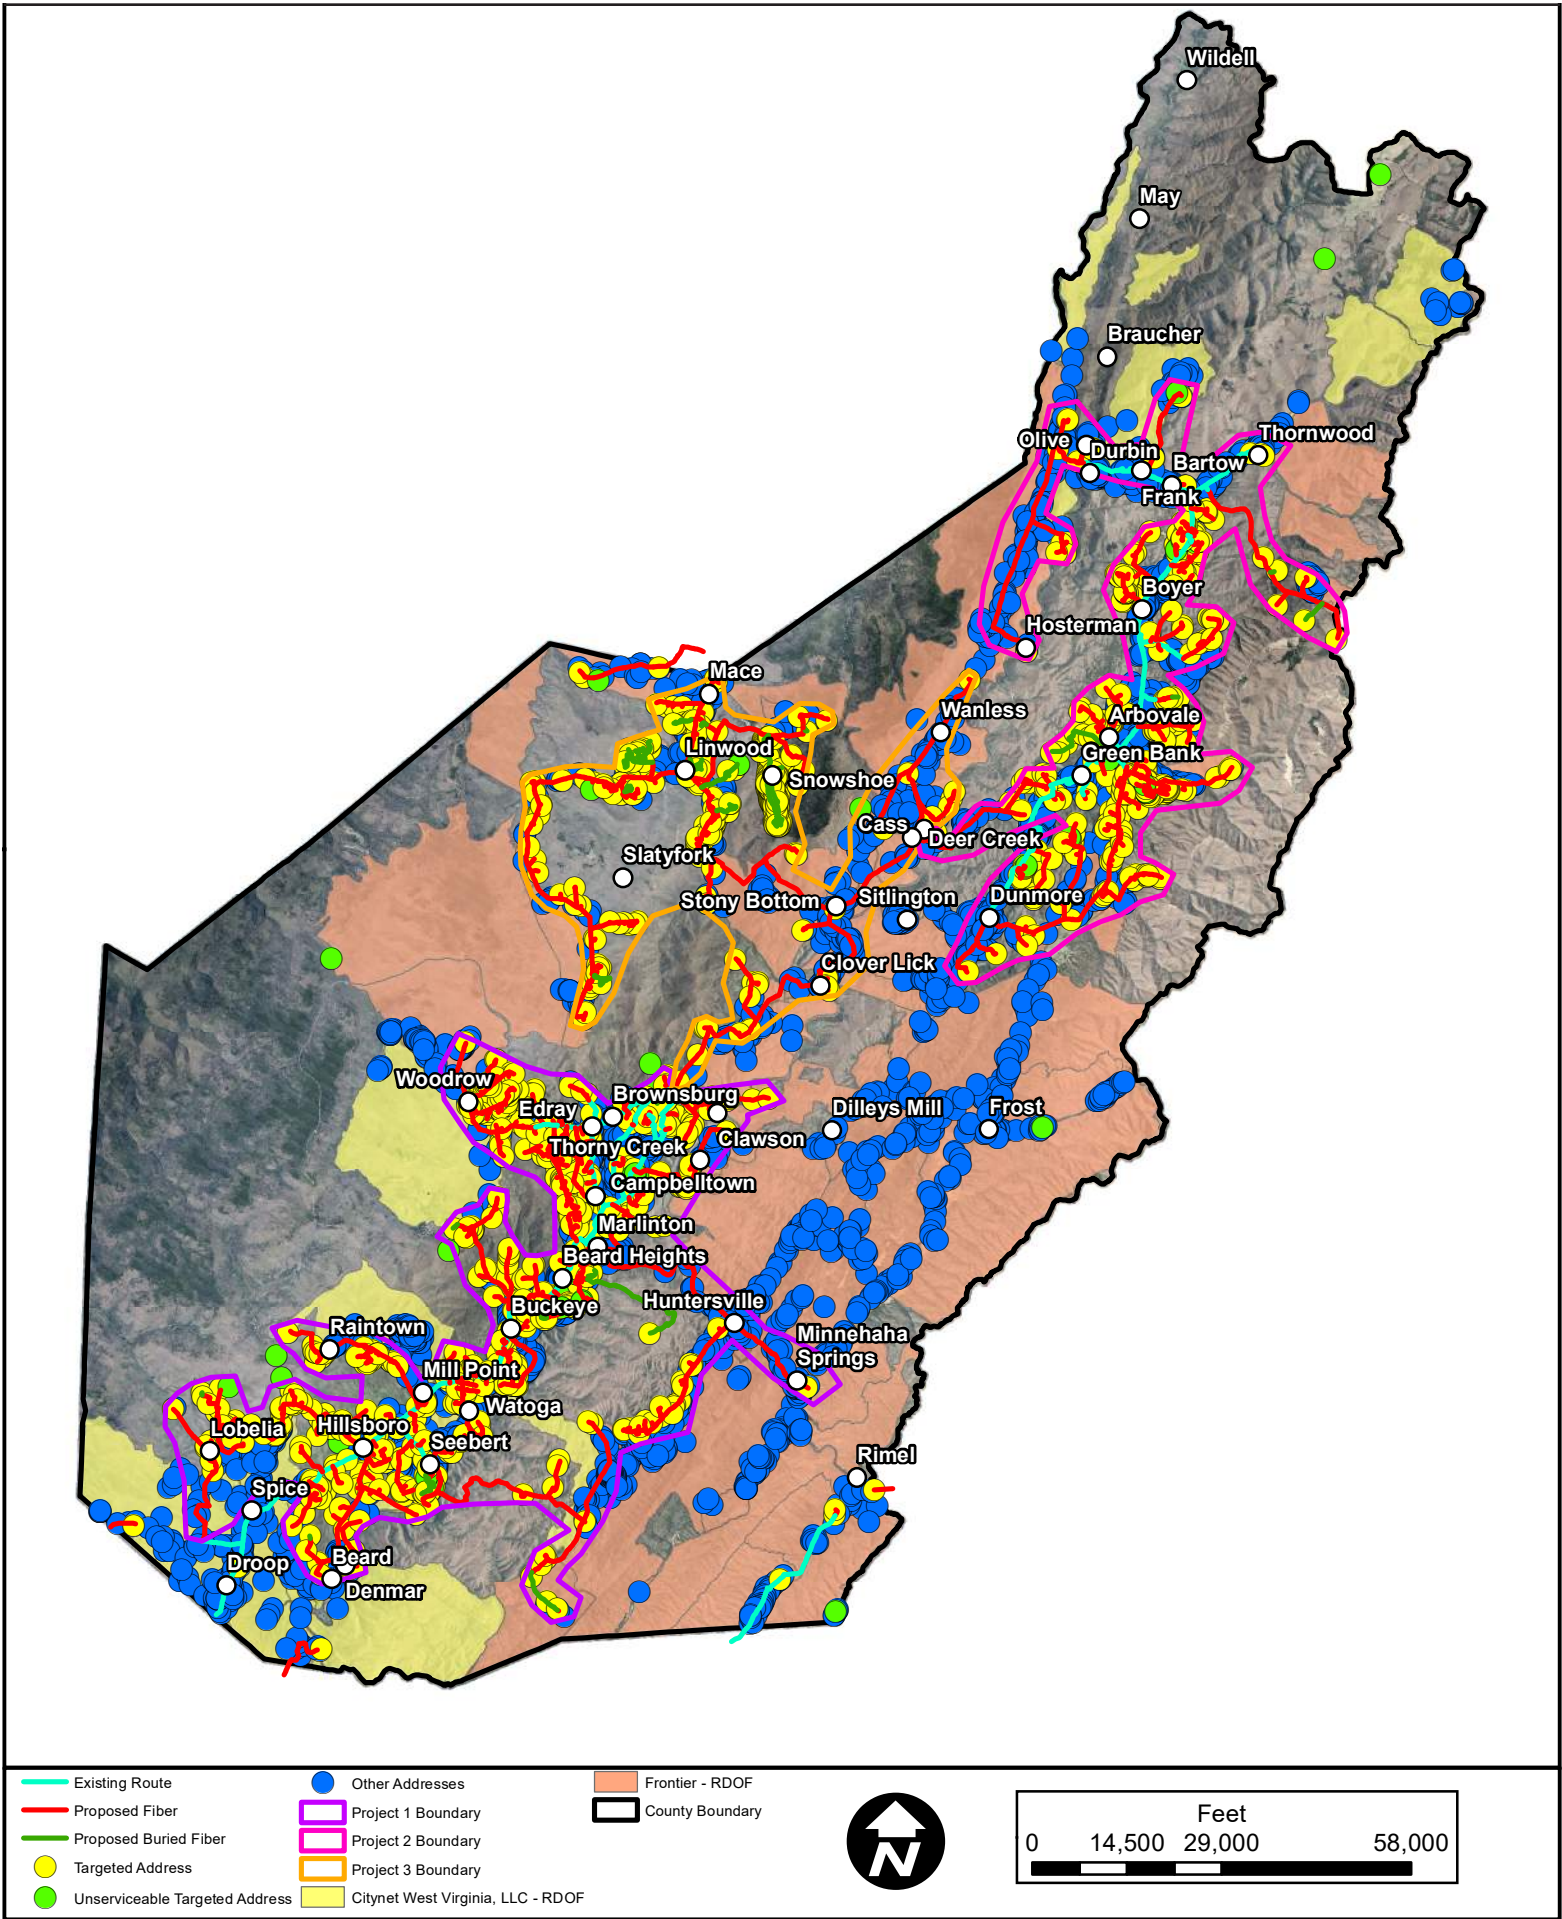 Wildell
May
Braucher
Olive
Durbin
Thornwood
Bartow
Frank
Boyer
Hosterman
Mace
Wanless
Arbovale
Linwood
Green Bank
Snowshoe
Cass
Deer Creek
Slatyfork
Stony Bottom
Sitlington
Dunmore
Clover Lick
Woodrow
Brownsburg
Edray
Dilleys Mill
Frost
Thorny Creek
Clawson
Campbelltown
Marlinton
Beard Heights
Buckeye
Huntersville
Raintown
Minnehaha
Springs
Mill Point
Watoga
Lobelia
Hillsboro
Seebert
Rimel
Spice
Droop
Beard
Denmar
Existing Route
Proposed Fiber
Proposed Buried Fiber
Targeted Address
Unserviceable Targeted Address
Other Addresses
Project 1 Boundary
Project 2 Boundary
Project 3 Boundary
Citynet West Virginia, LLC - RDOF
Frontier - RDOF
County Boundary
N
Feet
0 14,500 29,000 58,000